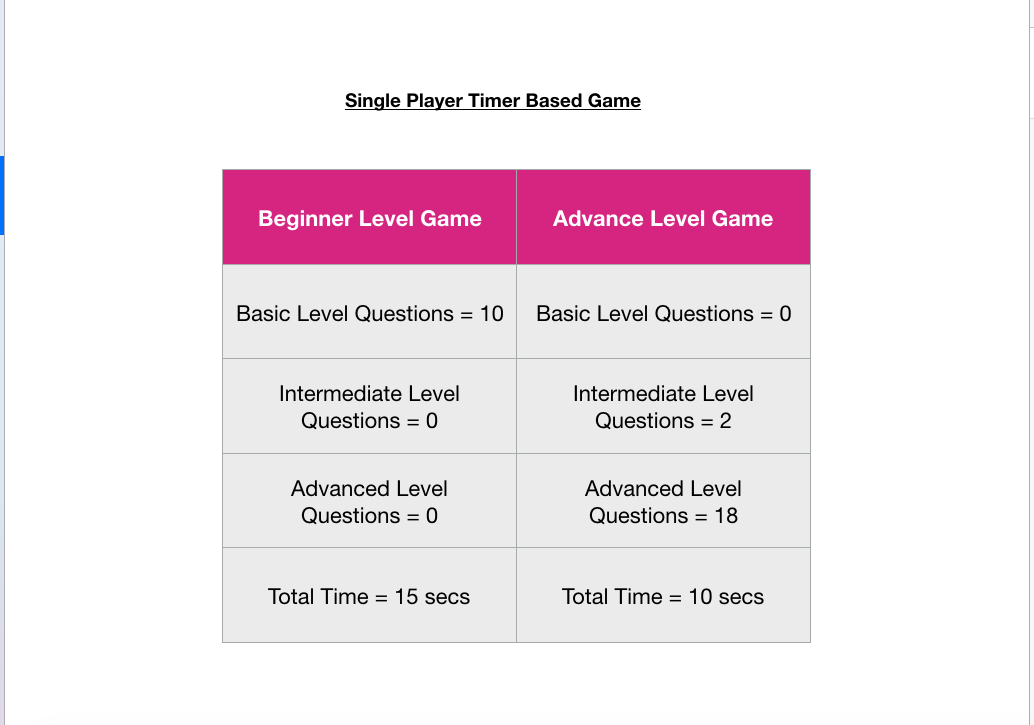 Single Player Timer Based Game
Beginner Level Game
Advance Level Game
Basic Level Questions = 10
Basic Level Questions = 0
Intermediate Level
Questions = 0
Intermediate Level
Questions = 2
Advanced Level
Questions = 0
Advanced Level
Questions = 18
Total Time = 15 secs
Total Time = 10 secs